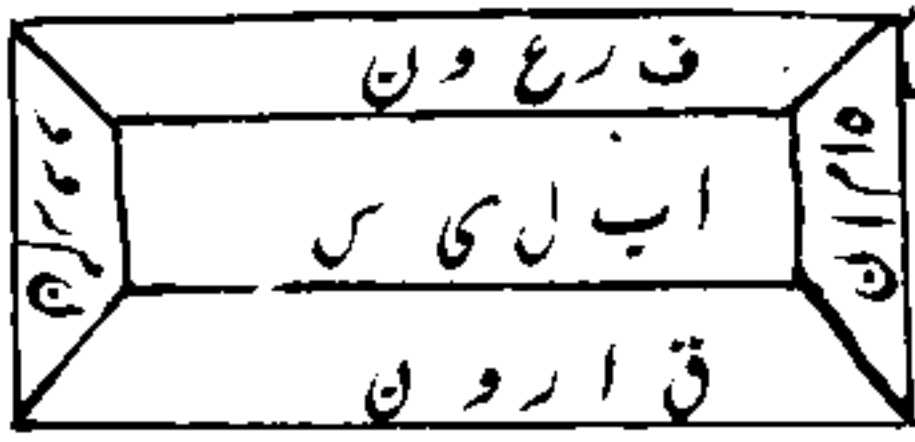 ف ر ع و ن
ه ا م ا ن
ا ب ل ی س
ق ا ر و ن